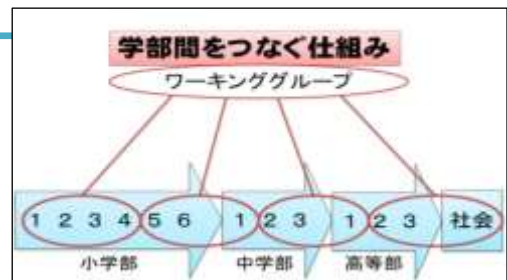 学部間をつなぐ仕組み
ワーキンググループ
1 2 3 4 5 6 1 2 3 1 2 3 社会
小学部 中学部 高等部